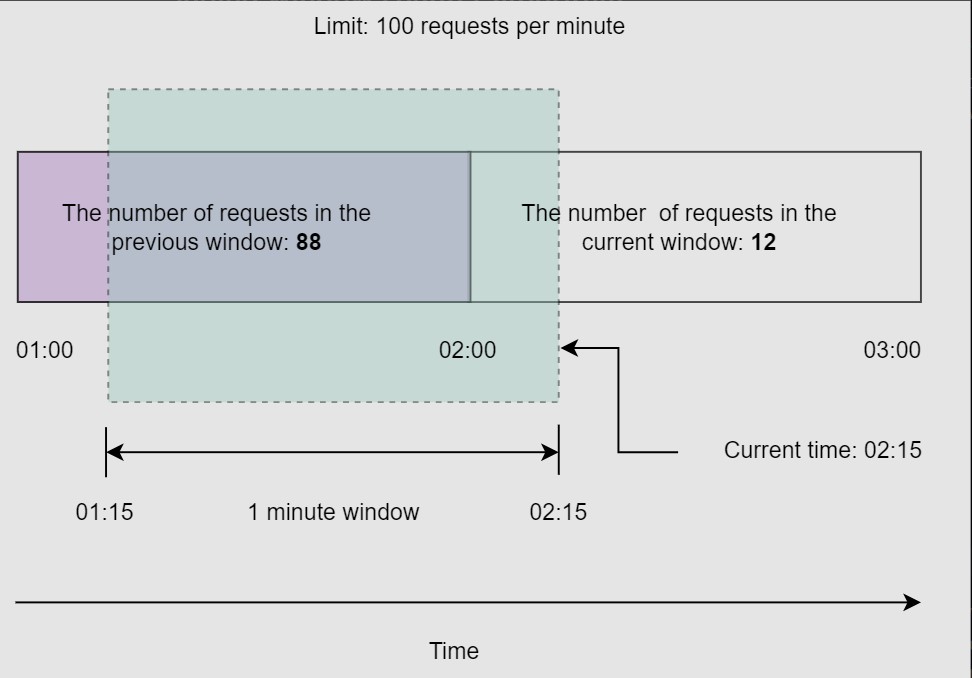 Limit: 100 requests per minute
The number of requests in the
previous window: 88
The number of requests in the
current window: 12
01:00
02:00
03:00
Current time: 02:15
01:15
1 minute window
02:15
Time